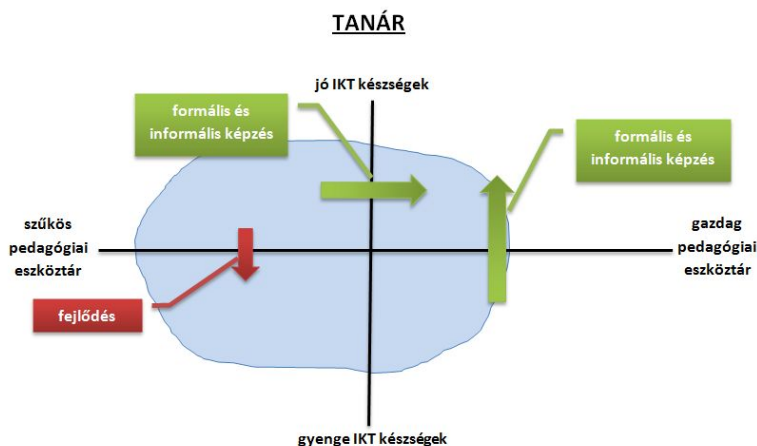 TANÁR
jó IKT készségek
formális és
informális képzés
formális és
informális képzés
szűkös
pedagógiai
eszköztár
gazdag
pedagógiai
eszköztár
fejlődés
gyenge IKT készségek